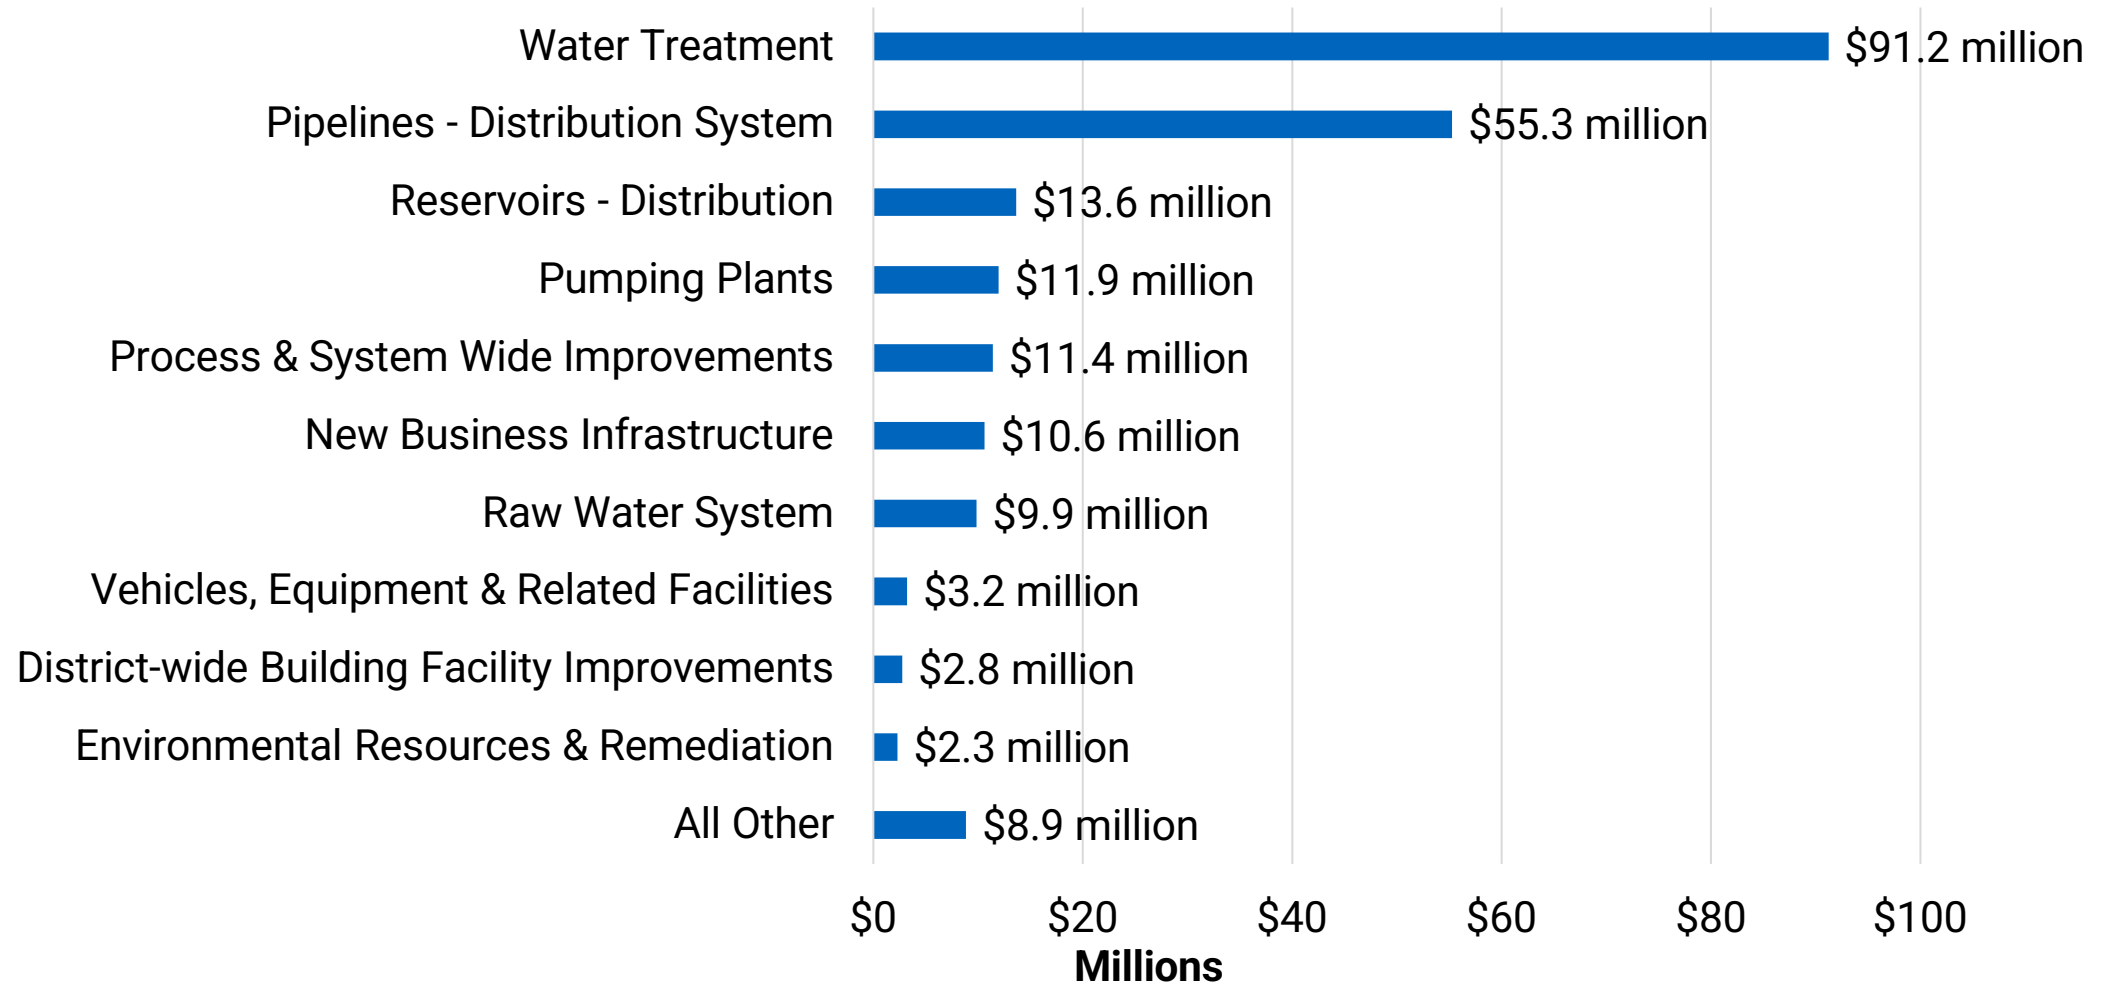 Water Treatment $91.2 million
Pipelines - Distribution System $55.3 million
Reservoirs - Distribution $13.6 million
Pumping Plants $11.9 million
Process & System Wide Improvements $11.4 million
New Business Infrastructure $10.6 million
Raw Water System $9.9 million
Vehicles, Equipment & Related Facilities $3.2 million
District-wide Building Facility Improvements $2.8 million
Environmental Resources & Remediation $2.3 million
All Other $8.9 million
$0 $20 $40 $60 $80 $100
Millions